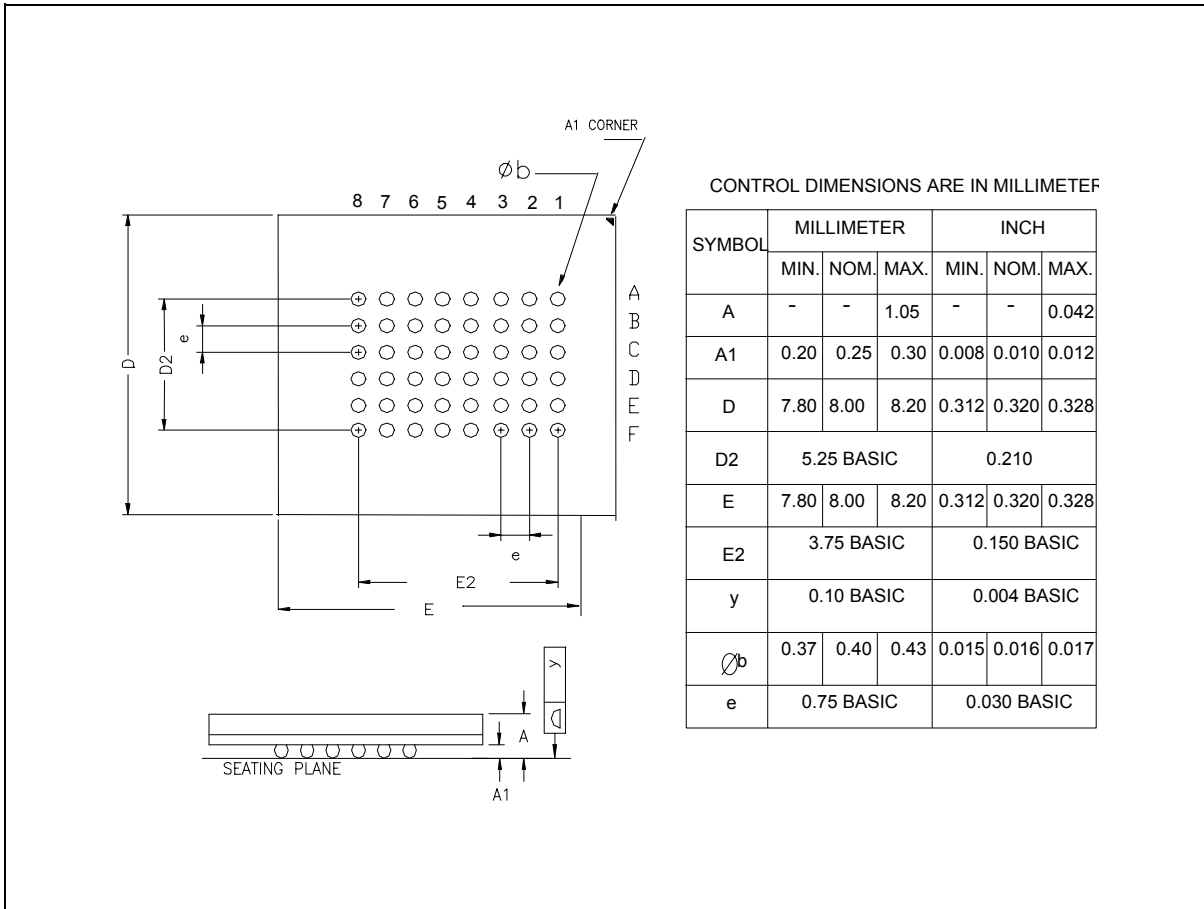 A1 CORNER
Øb
8 7 6 5 4 3 2 1
A
B
C
D
E
F
D
D2
e
e
E2
E
y
A
SEATING PLANE
A1
CONTROL DIMENSIONS ARE IN MILLIMETER
SYMBOL MILLIMETER INCH
MIN. NOM. MAX. MIN. NOM. MAX.
A - - 1.05 - - 0.042
A1 0.20 0.25 0.30 0.008 0.010 0.012
D 7.80 8.00 8.20 0.312 0.320 0.328
D2 5.25 BASIC 0.210
E 7.80 8.00 8.20 0.312 0.320 0.328
E2 3.75 BASIC 0.150 BASIC
y 0.10 BASIC 0.004 BASIC
Øb 0.37 0.40 0.43 0.015 0.016 0.017
e 0.75 BASIC 0.030 BASIC